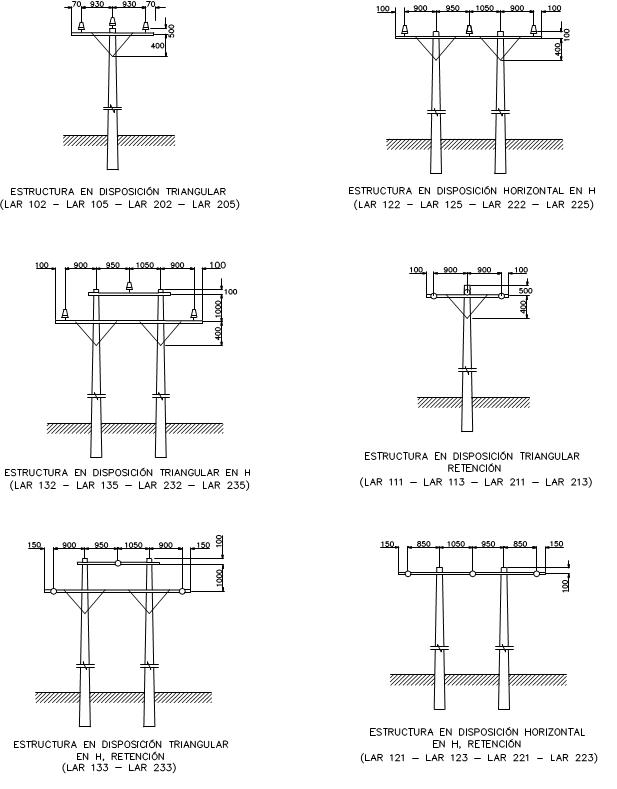 70 930 930 70
500
400
ESTRUCTURA EN DISPOSICIÓN TRIANGULAR
(LAR 102 – LAR 105 – LAR 202 – LAR 205)
100 900 950 1050 900 100
100
400
ESTRUCTURA EN DISPOSICIÓN HORIZONTAL EN H
(LAR 122 – LAR 125 – LAR 222 – LAR 225)
100 900 950 1050 900 100
100
1000
400
ESTRUCTURA EN DISPOSICIÓN TRIANGULAR EN H
(LAR 132 – LAR 135 – LAR 232 – LAR 235)
100 900 900 100
500
400
ESTRUCTURA EN DISPOSICIÓN TRIANGULAR
RETENCIÓN
(LAR 111 – LAR 113 – LAR 211 – LAR 213)
150 900 950 1050 900 150
100
1000
ESTRUCTURA EN DISPOSICIÓN TRIANGULAR
EN H, RETENCIÓN
(LAR 133 – LAR 233)
150 850 1050 950 850 150
100
ESTRUCTURA EN DISPOSICIÓN HORIZONTAL
EN H, RETENCIÓN
(LAR 121 – LAR 123 – LAR 221 – LAR 223)